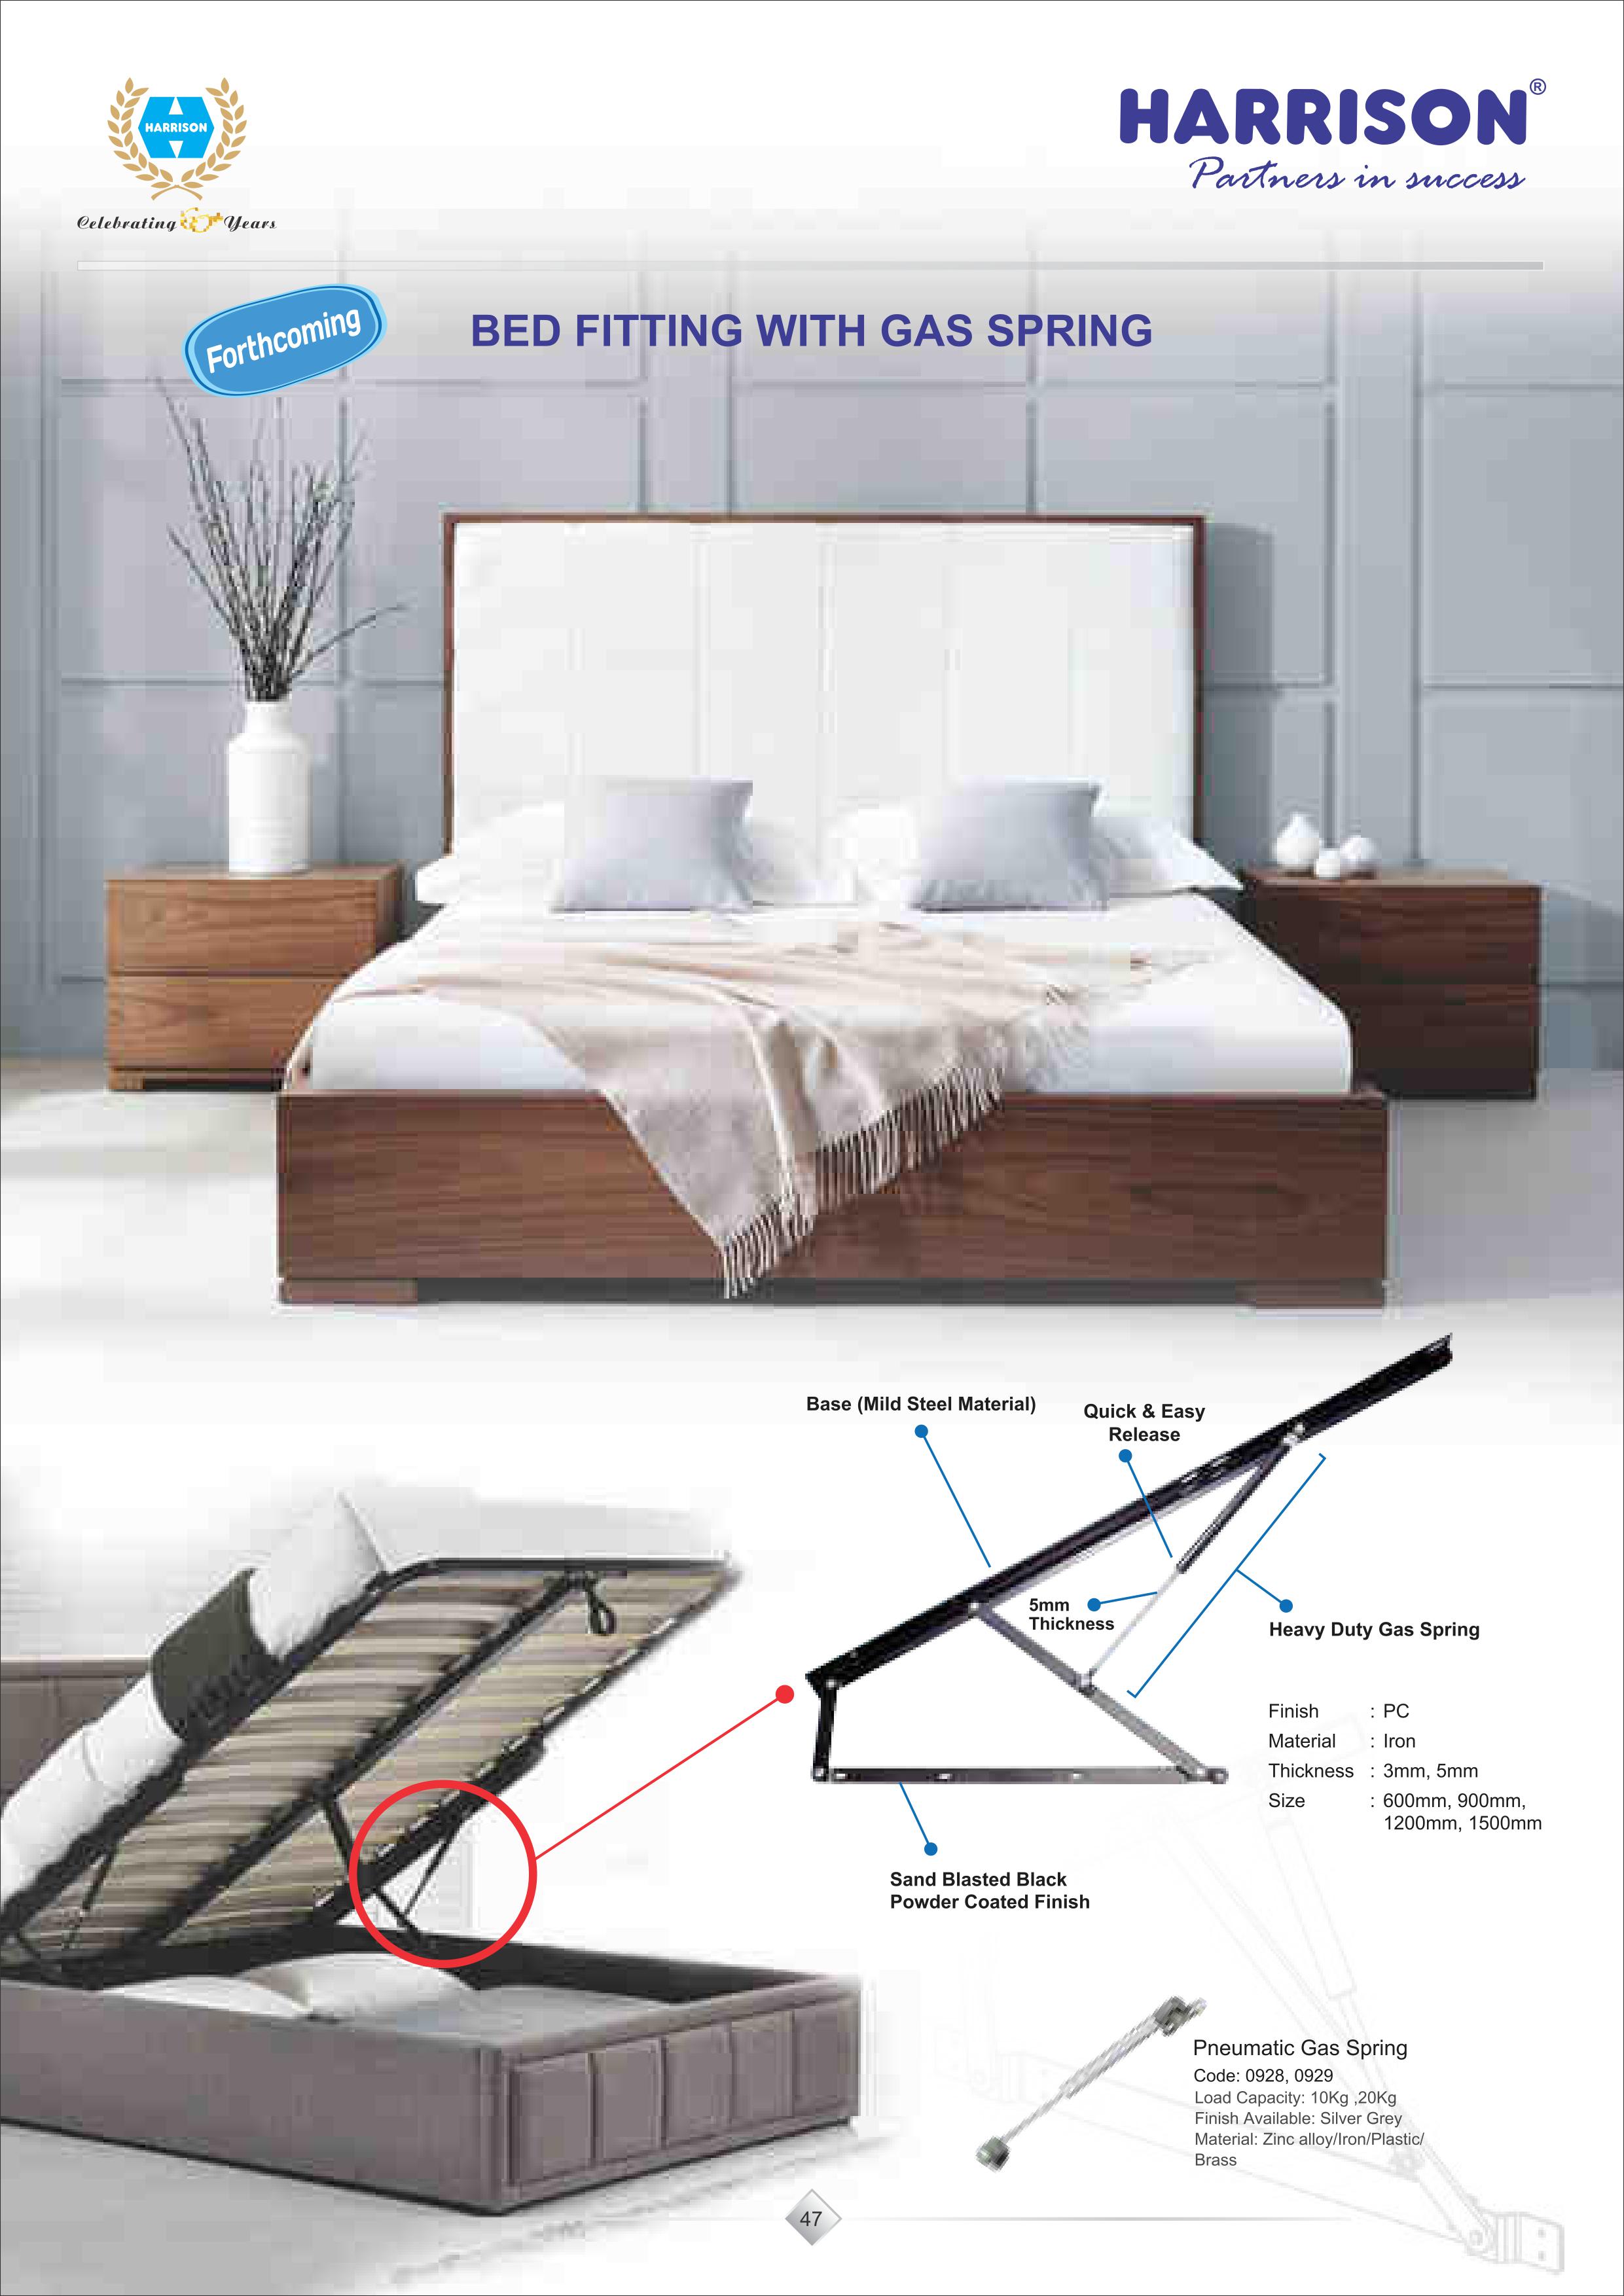 HARRISON
Celebrating Years
HARRISON®
Partners in success
Forthcoming
BED FITTING WITH GAS SPRING
Base (Mild Steel Material)
Quick & Easy
Release
5mm
Thickness
Heavy Duty Gas Spring
Finish : PC
Material : Iron
Thickness : 3mm, 5mm
Size : 600mm, 900mm,
1200mm, 1500mm
Sand Blasted Black
Powder Coated Finish
Pneumatic Gas Spring
Code: 0928, 0929
Load Capacity: 10Kg ,20Kg
Finish Available: Silver Grey
Material: Zinc alloy/Iron/Plastic/
Brass
47